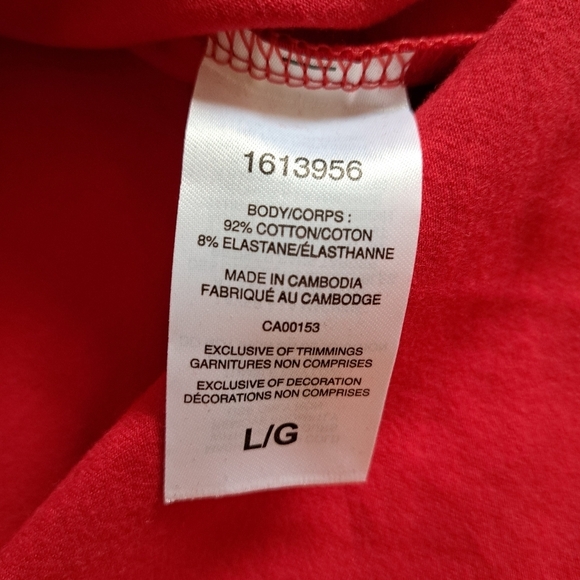 1613956
BODY/CORPS :
92% COTTON/COTON
8% ELASTANE/ÉLASTHANNE
MADE IN CAMBODIA
FABRIQUÉ AU CAMBODGE
CA00153
EXCLUSIVE OF TRIMMINGS
GARNITURES NON COMPRISES
EXCLUSIVE OF DECORATION
DÉCORATIONS NON COMPRISES
L/G